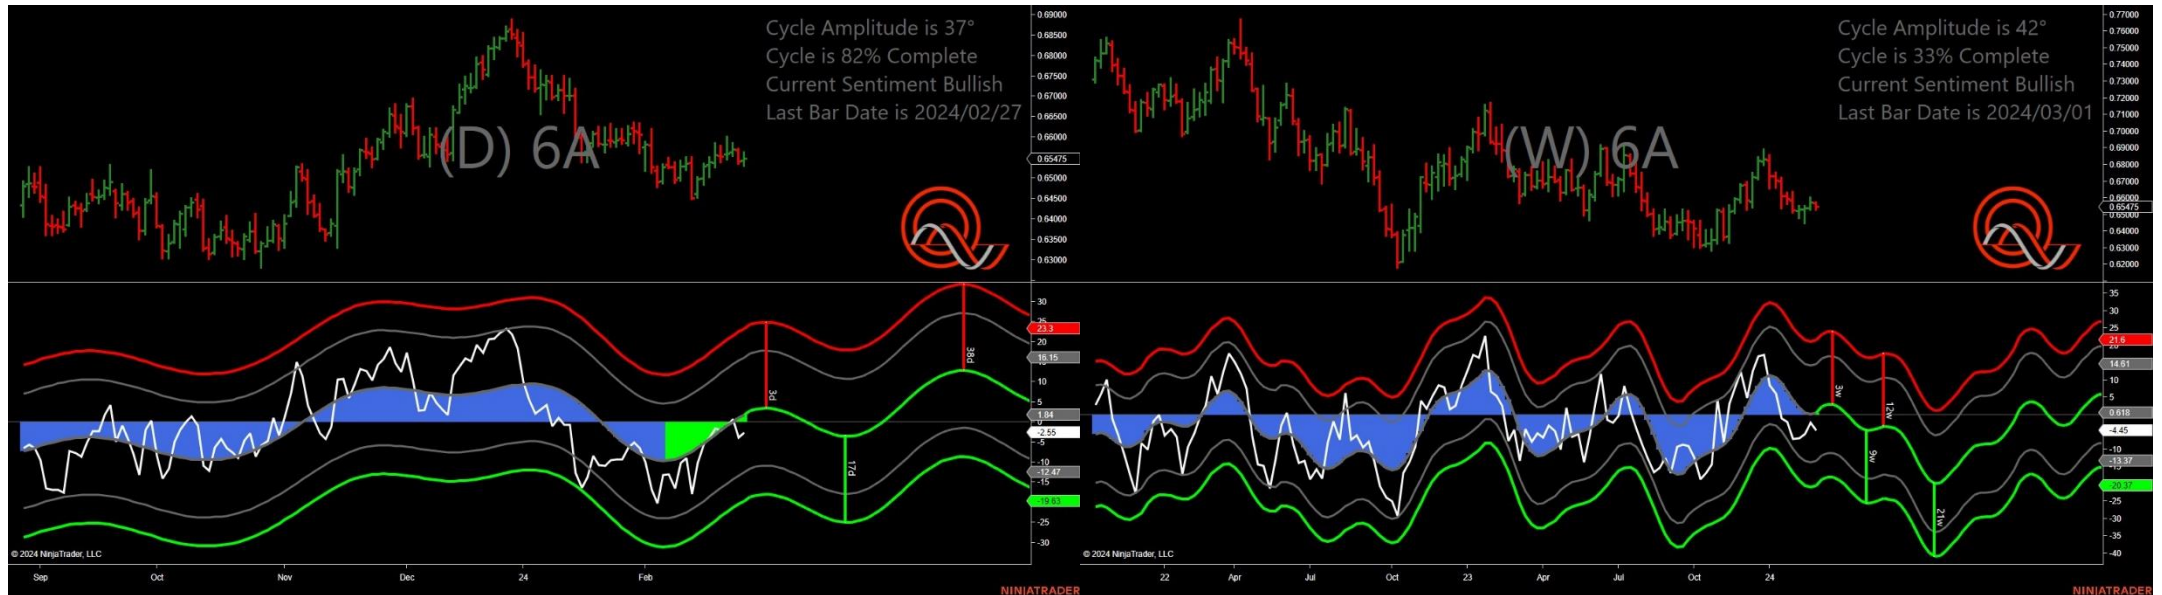 Cycle Amplitude is 37°
Cycle is 82% Complete
Current Sentiment Bullish
Last Bar Date is 2024/02/27
(D) 6A
0.69000
0.68500
0.68000
0.67500
0.67000
0.66500
0.66000
0.65475
0.65000
0.64500
0.64000
0.63500
0.63000
30
25
23.3
20
16.15
10
5
1.84
0
-2.55
-5
-10
-12.47
-15
-19.63
-25
-30
3d
17d
38d
© 2024 NinjaTrader, LLC
Sep Oct Nov Dec 24 Feb
NINJATRADER
Cycle Amplitude is 42°
Cycle is 33% Complete
Current Sentiment Bullish
Last Bar Date is 2024/03/01
(W) 6A
0.77000
0.76000
0.75000
0.74000
0.73000
0.72000
0.71000
0.70000
0.69000
0.68000
0.67000
0.66000
0.65475
0.65000
0.64000
0.63000
0.62000
35
30
25
21.6
20
14.61
10
5
0.618
-4.45
-10
-13.37
-15
-20.37
-25
-30
-35
-40
3w
12w
9w
21w
© 2024 NinjaTrader, LLC
22 Apr Jul Oct 23 Apr Jul Oct 24
NINJATRADER